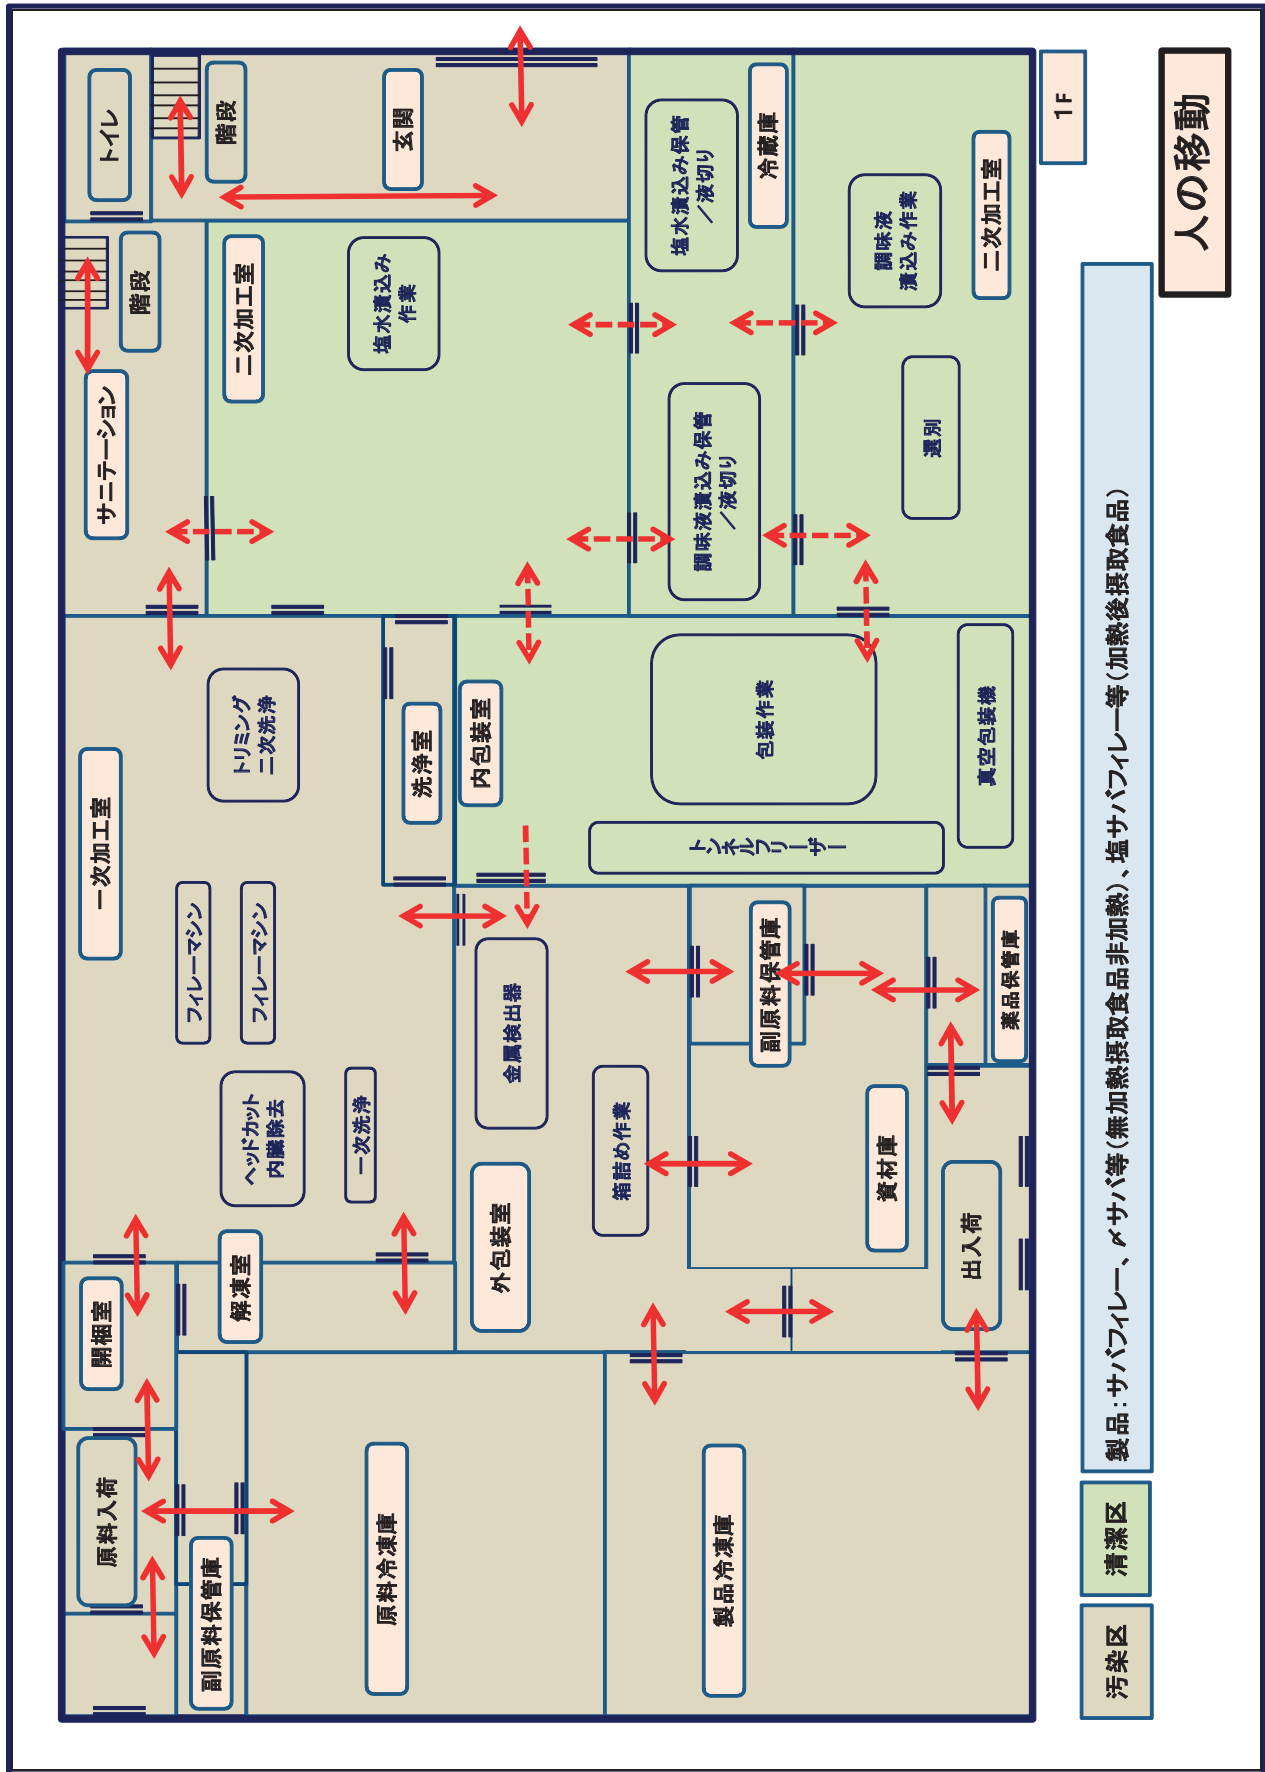 人の移動
1F
汚染区
清潔区
製品：サバフィレー、〆サバ等（無加熱摂取食品非加熱）、塩サバフィレー等（加熱後摂取食品）
トイレ
階段
玄関
階段
サニテーション
二次加工室
塩水漬込み
作業
塩水漬込み保管
／液切り
冷蔵庫
調味液
漬込み作業
二次加工室
調味液漬込み保管
／液切り
選別
一次加工室
トリミング
二次洗浄
洗浄室
内包装室
包装作業
真空包装機
トンネルフリーザー
フィレーマシン
フィレーマシン
金属検出器
副原料保管庫
薬品保管庫
ヘッドカット
内臓除去
一次洗浄
箱詰め作業
資材庫
外包装室
出入荷
解凍室
開梱室
原料入荷
副原料保管庫
原料冷凍庫
製品冷凍庫